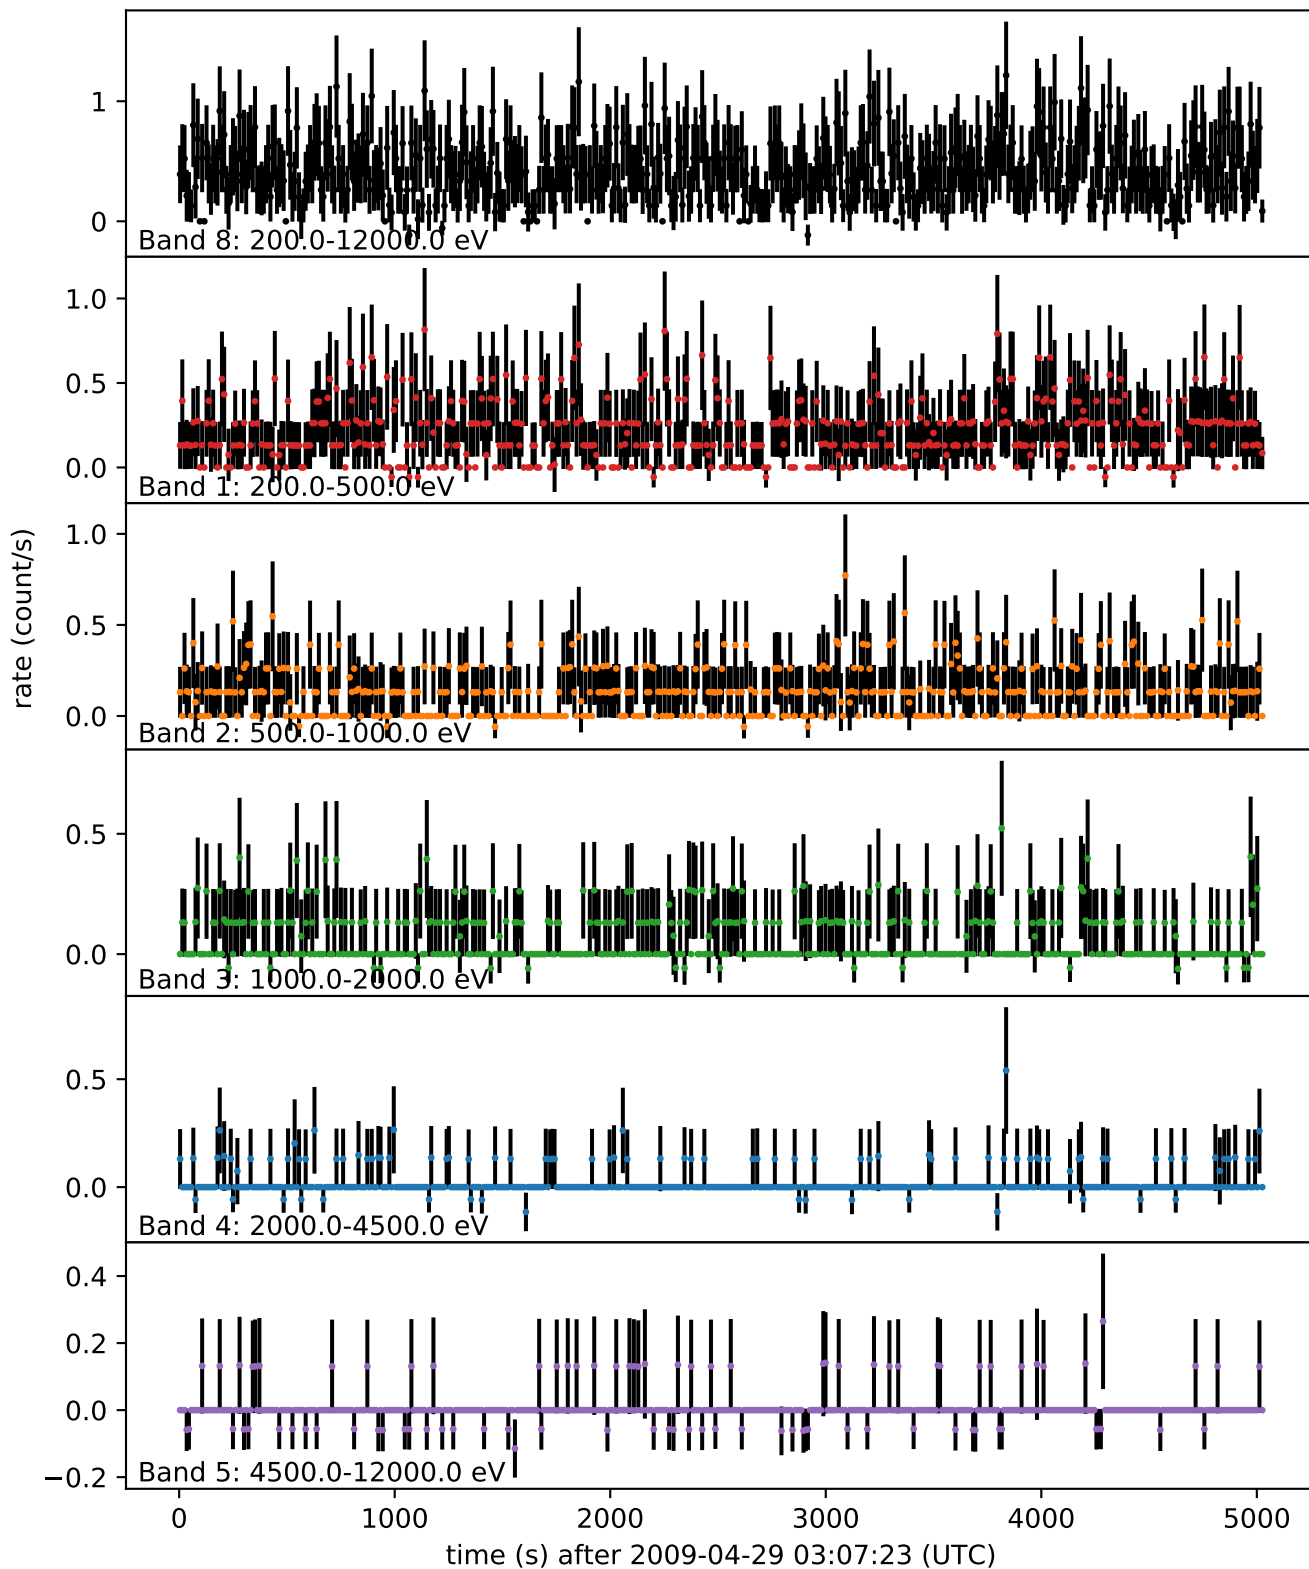 1
0
Band 8: 200.0-12000.0 eV
1.0
0.5
0.0
Band 1: 200.0-500.0 eV
rate (count/s)
1.0
0.5
0.0
Band 2: 500.0-1000.0 eV
0.5
0.0
Band 3: 1000.0-2000.0 eV
0.5
0.0
Band 4: 2000.0-4500.0 eV
0.4
0.2
0.0
−0.2
Band 5: 4500.0-12000.0 eV
0 1000 2000 3000 4000 5000
time (s) after 2009-04-29 03:07:23 (UTC)